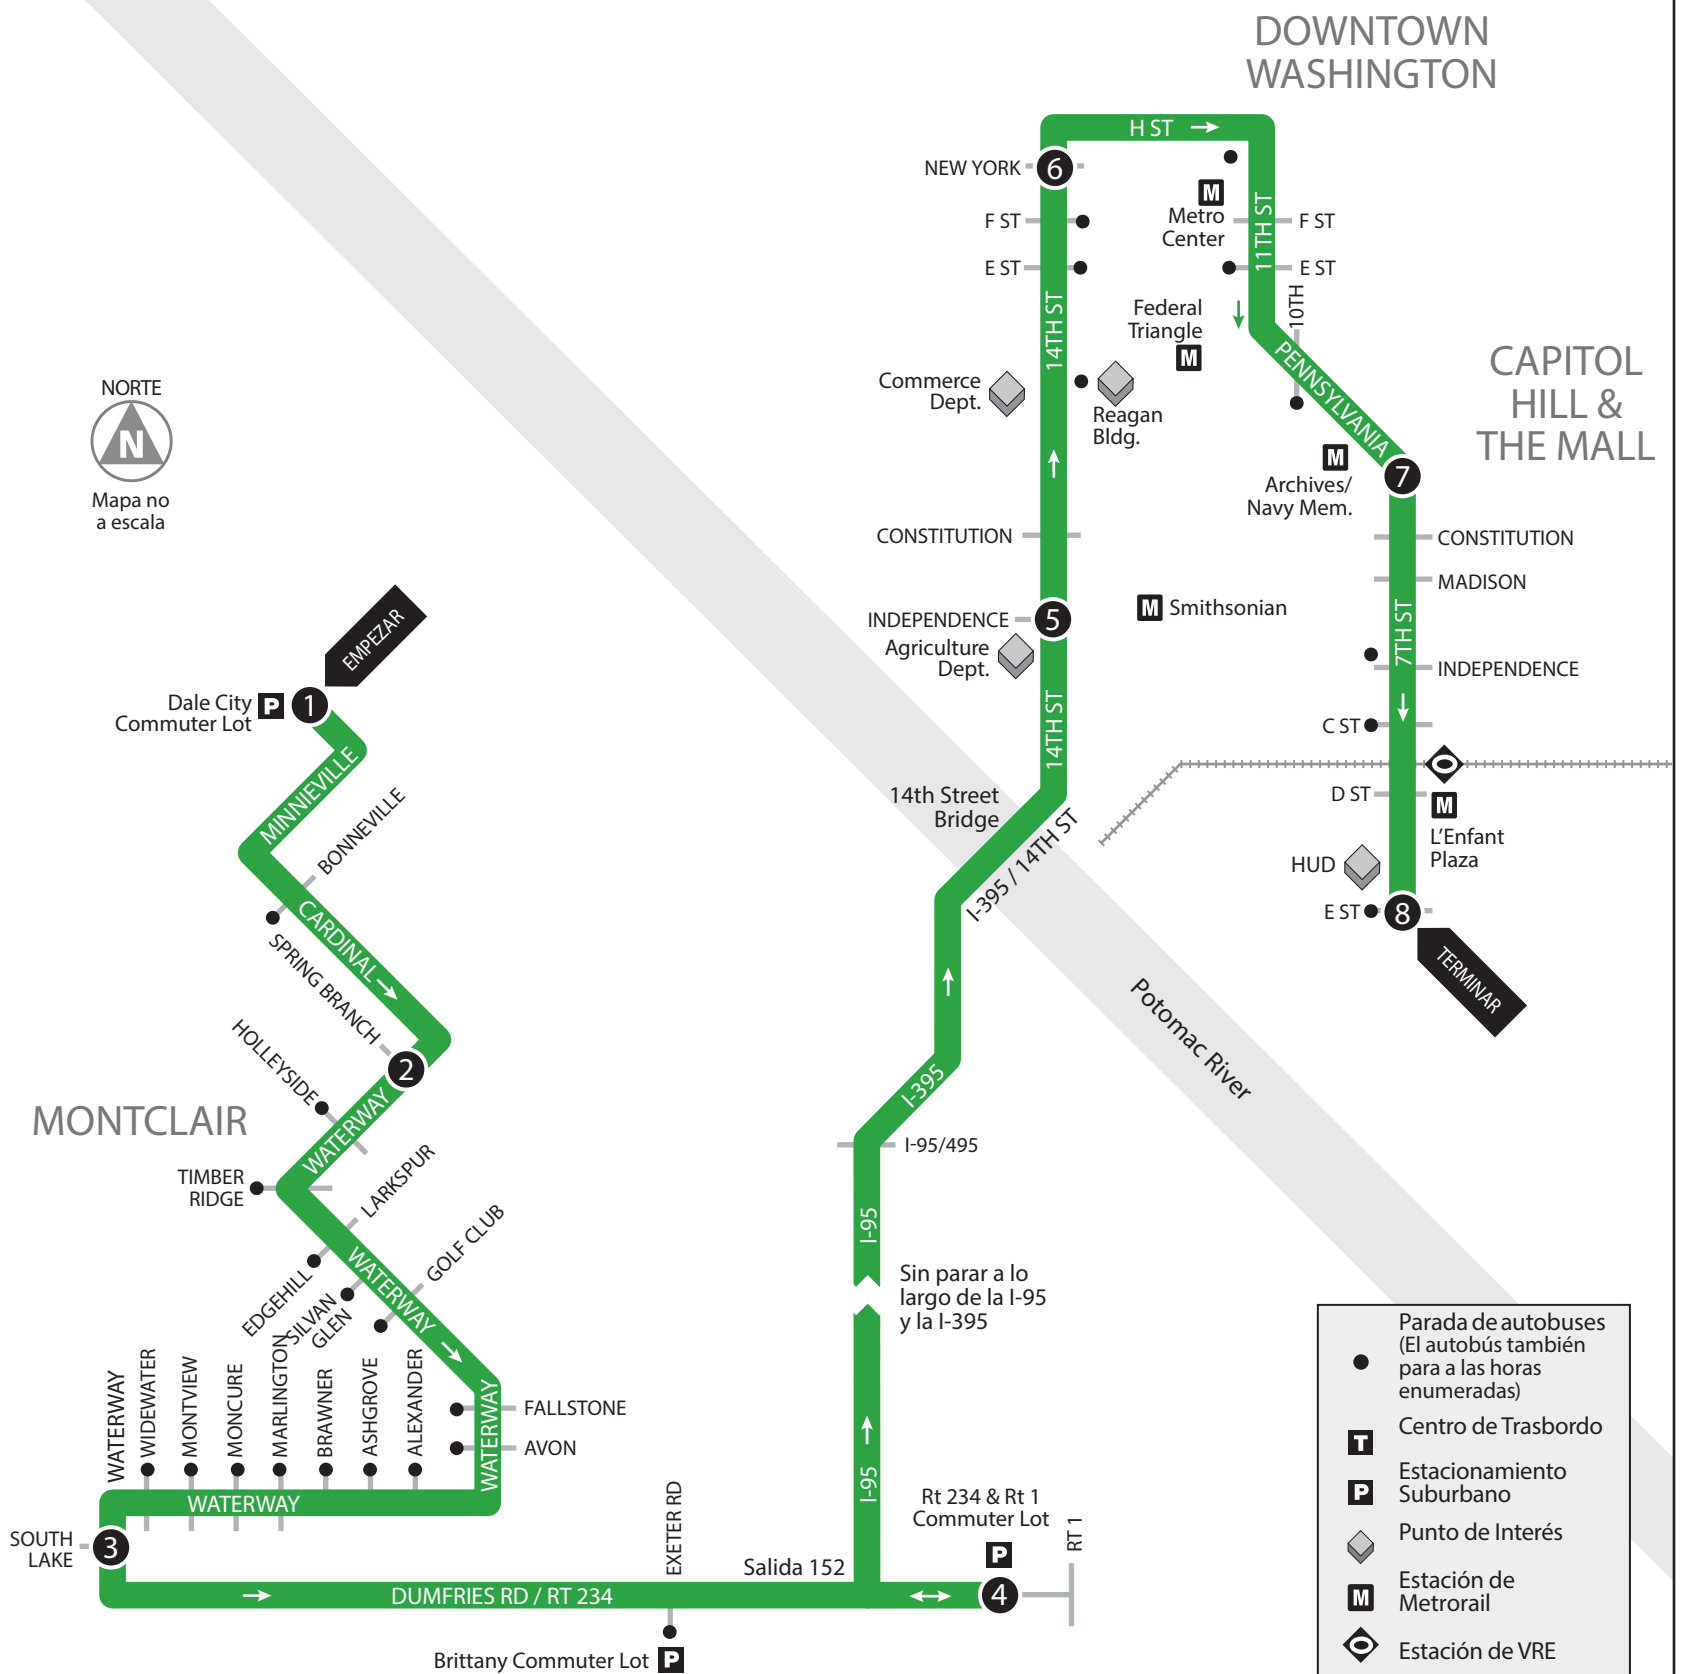 DOWNTOWN
WASHINGTON
H ST
NEW YORK
6
F ST
E ST
14TH ST
M
Metro
Center
11TH ST
F ST
E ST
10TH
Federal
Triangle
M
Commerce
Dept.
Reagan
Bldg.
PENNSYLVANIA
CAPITOL
HILL &
THE MALL
NORTE
N
Mapa no
a escala
M
Archives/
Navy Mem.
7
CONSTITUTION
CONSTITUTION
MADISON
INDEPENDENCE
5
Agriculture
Dept.
M Smithsonian
7TH ST
INDEPENDENCE
C ST
14TH ST
D ST
M
L'Enfant
Plaza
HUD
E ST
8
TERMINAR
14th Street
Bridge
I-395 / 14TH ST
Potomac River
EMPEZAR
Dale City
Commuter Lot
P
1
MINNIEVILLE
BONNEVILLE
CARDINAL
SPRING BRANCH
2
HOLLEYSIDE
WATERWAY
MONTCLAIR
TIMBER
RIDGE
LARKSPUR
EDGEHILL
WATERWAY
SILVAN
GLEN
GOLF CLUB
I-395
I-95/495
I-95
Sin parar a lo
largo de la I-95
y la I-395
WATERWAY
WIDEWATER
MONTVIEW
MONCURE
MARLINGTON
BRAWNER
ASHGROVE
ALEXANDER
FALLSTONE
AVON
WATERWAY
WATERWAY
SOUTH
LAKE
3
DUMFRIES RD / RT 234
EXETER RD
Brittany Commuter Lot
P
Salida 152
I-95
Rt 234 & Rt 1
Commuter Lot
P
4
RT 1
Parada de autobuses
(El autobús también
para a las horas
enumeradas)
T
Centro de Trasbordo
P
Estacionamiento
Suburbano
Punto de Interés
M
Estación de
Metrorail
Estación de VRE